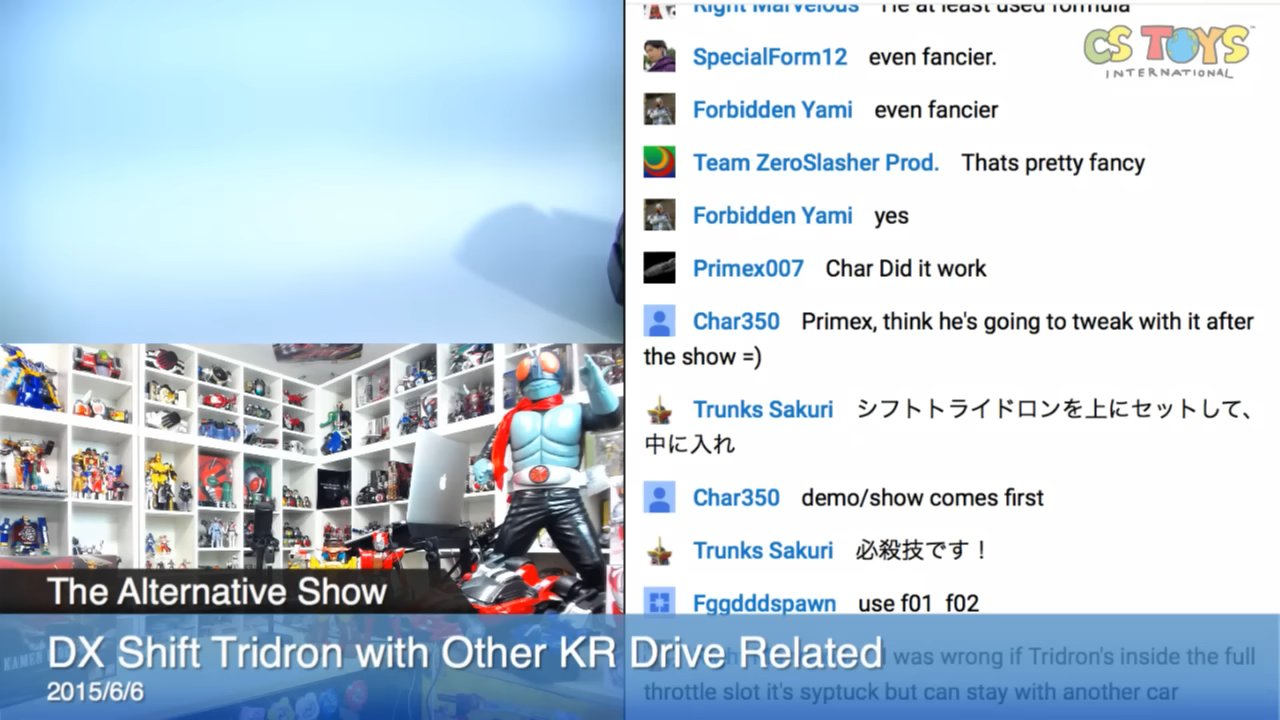 Right Marvelous He at least used formula
CS TOYS
INTERNATIONAL
SpecialForm12 even fancier.
Forbidden Yami even fancier
Team ZeroSlasher Prod. Thats pretty fancy
Forbidden Yami yes
Primex007 Char Did it work
Char350 Primex, think he's going to tweak with it after
the show =)
Trunks Sakuri シフトトライドロンを上にセットして、
中に入れ
Char350 demo/show comes first
Trunks Sakuri 必殺技です！
Fggdddspawn use f01 f02
was wrong if Tridron's inside the full
throttle slot it's syptuck but can stay with another car
The Alternative Show
DX Shift Tridron with Other KR Drive Related
2015/6/6